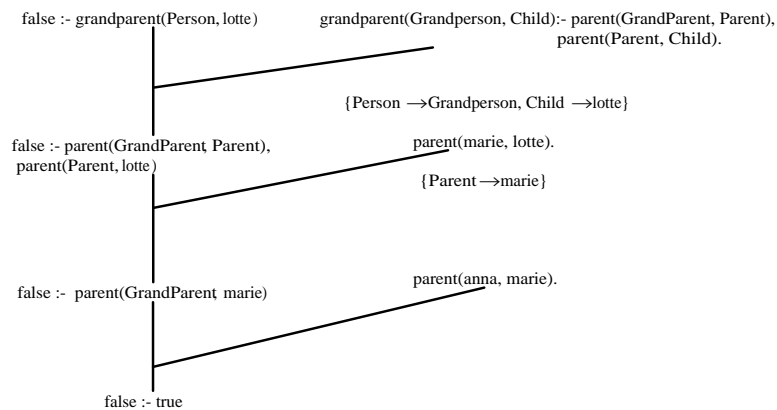 false :- grandparent(Person, lotte)
grandparent(Grandperson, Child):- parent(GrandParent, Parent),
parent(Parent, Child).
{Person →Grandperson, Child →lotte}
false :- parent(GrandParent, Parent),
parent(Parent, lotte)
parent(marie, lotte).
{Parent →marie}
false :- parent(GrandParent, marie)
parent(anna, marie).
false :- true